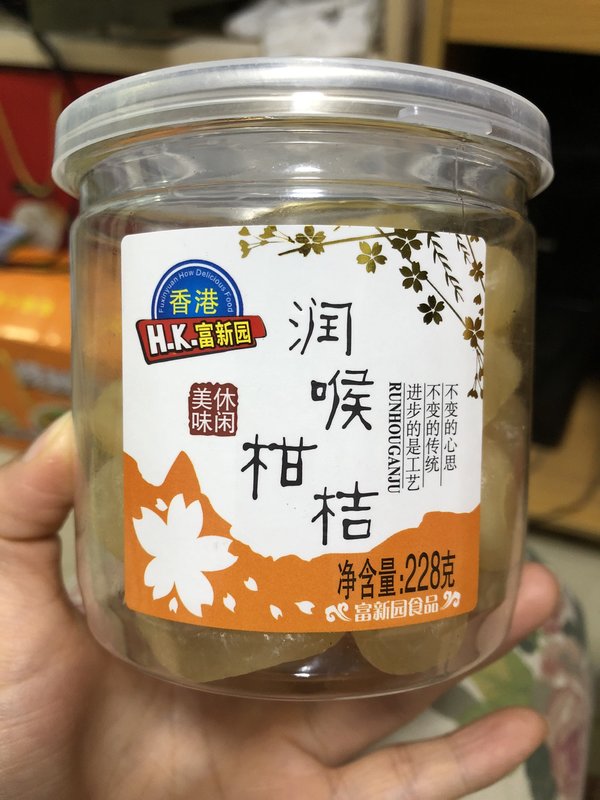 Fuxinyuan How Delicious Food
香港
H.K.富新园
润喉柑桔
休闲
美味
不变的心思
不变的传统
进步的是工艺
RUNHOUGANJU
净含量:228克
富新园食品